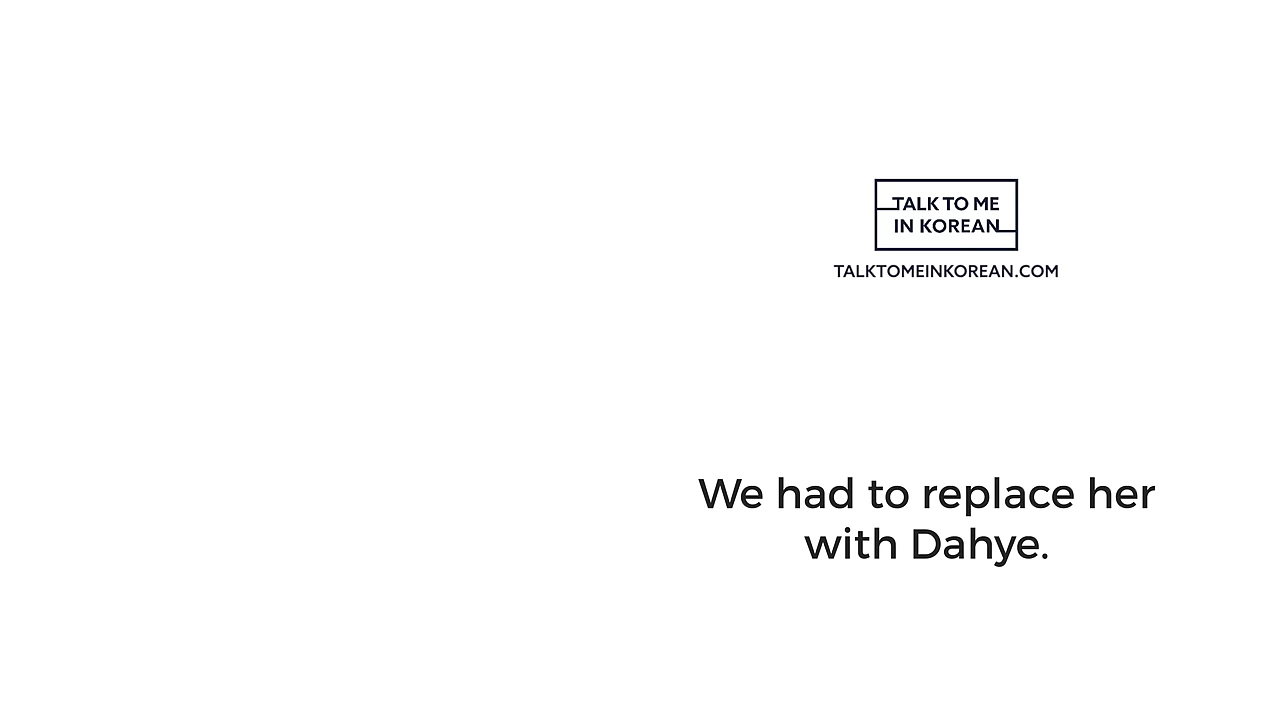 TALK TO ME
IN KOREAN
TALKTOMEINKOREAN.COM
We had to replace her
with Dahye.